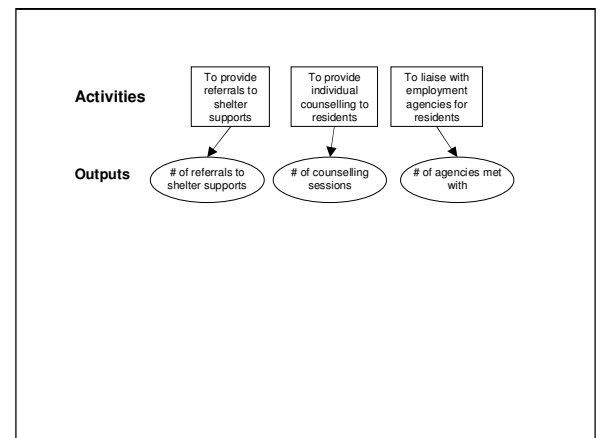 Activities
To provide
referrals to
shelter
supports
To provide
individual
counselling to
residents
To liaise with
employment
agencies for
residents
Outputs
# of referrals to
shelter supports
# of counselling
sessions
# of agencies met
with